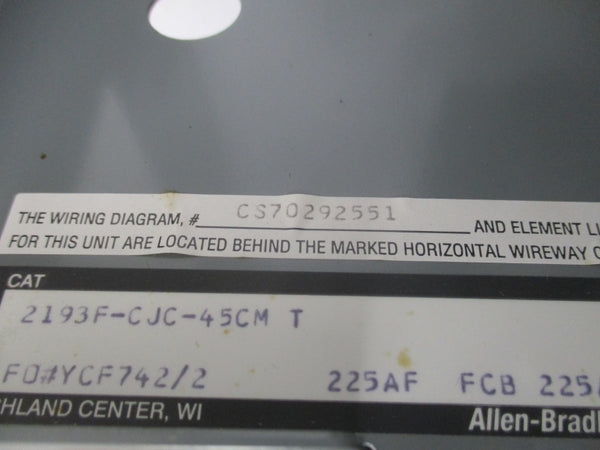 THE WIRING DIAGRAM, # CS70292551 AND ELEMENT LI
FOR THIS UNIT ARE LOCATED BEHIND THE MARKED HORIZONTAL WIREWAY C
CAT
2193F-CJC-45CM T
FO#YCF742/2 225AF FCB 225/
HLAND CENTER, WI Allen-Bradl